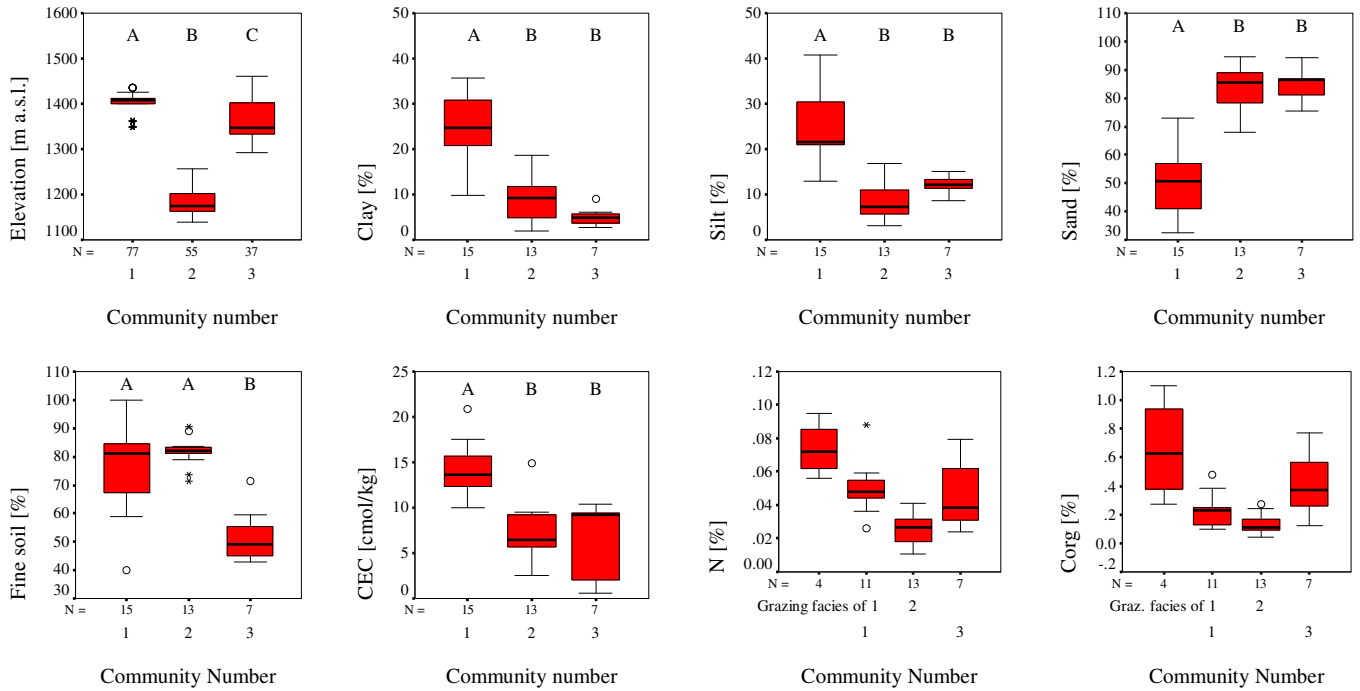 Elevation [m a.s.l.]
1600
1500
1400
1300
1200
1100
A B C
N = 77 55 37
1 2 3
Community number
Clay [%]
50
40
30
20
10
0
A B B
N = 15 13 7
1 2 3
Community number
Silt [%]
50
40
30
20
10
0
A B B
N = 15 13 7
1 2 3
Community number
Sand [%]
110
100
90
80
70
60
50
40
30
A B B
N = 15 13 7
1 2 3
Community number
Fine soil [%]
110
100
90
80
70
60
50
40
30
A A B
N = 15 13 7
1 2 3
Community Number
CEC [cmol/kg]
25
20
15
10
5
0
A B B
N = 15 13 7
1 2 3
Community Number
N [%]
.12
.10
.08
.06
.04
.02
0.00
N = 4 11 13 7
Grazing facies of 1 2
1 3
Community Number
Corg [%]
1.2
1.0
.8
.6
.4
.2
0.0
-.2
N = 4 11 13 7
Graz. facies of 1 2
1 3
Community Number